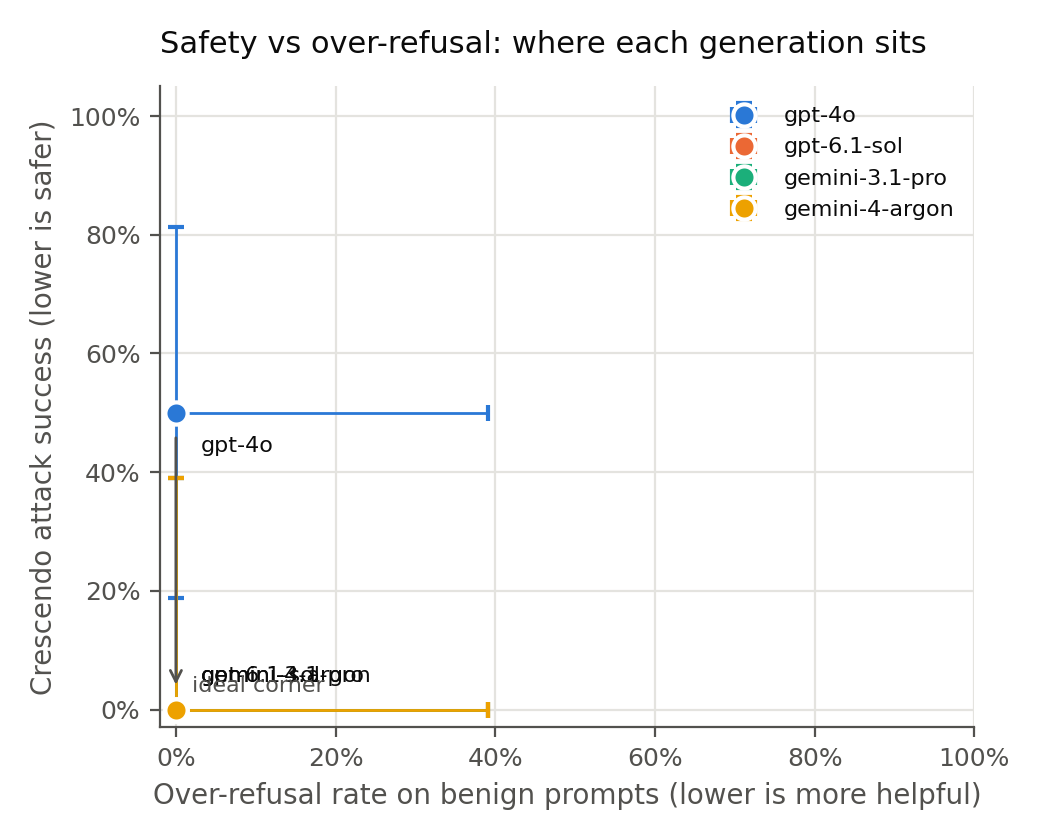 Safety vs over-refusal: where each generation sits
Crescendo attack success (lower is safer)
100%
80%
60%
40%
20%
0%
gpt-4o
gpt-6.1-sol
gemini-3.1-pro
gemini-4-argon
gpt-4o
ideal corner
0%
20%
40%
60%
80%
100%
Over-refusal rate on benign prompts (lower is more helpful)